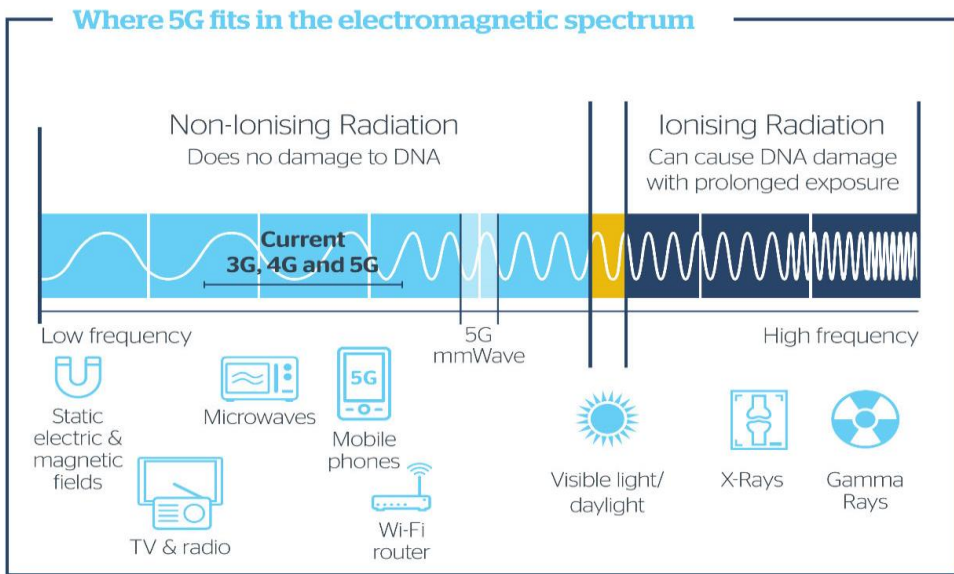 Where 5G fits in the electromagnetic spectrum
Non-Ionising Radiation
Does no damage to DNA
Ionising Radiation
Can cause DNA damage
with prolonged exposure
Current
3G, 4G and 5G
Low frequency
5G
mmWave
High frequency
Static
electric &
magnetic
fields
TV & radio
Microwaves
5G
Mobile
phones
Wi-Fi
router
Visible light/
daylight
X-Rays
Gamma
Rays